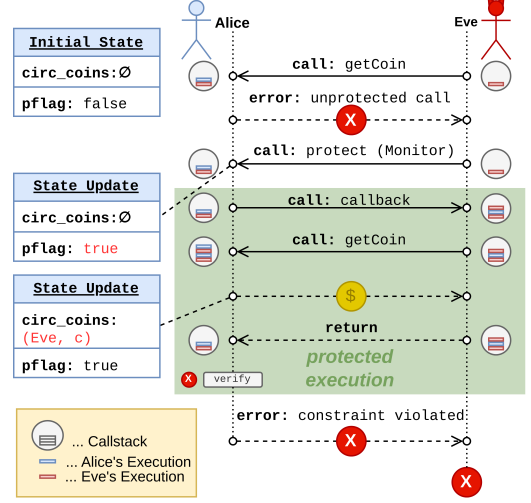 Alice
Eve
Initial State
circ_coins:∅
pflag: false
call: getCoin
error: unprotected call
X
call: protect (Monitor)
State Update
circ_coins:∅
pflag: true
call: callback
call: getCoin
State Update
circ_coins:
(Eve, c)
pflag: true
$
return
protected
execution
X
verify
error: constraint violated
X
X
... Callstack
... Alice's Execution
... Eve's Execution